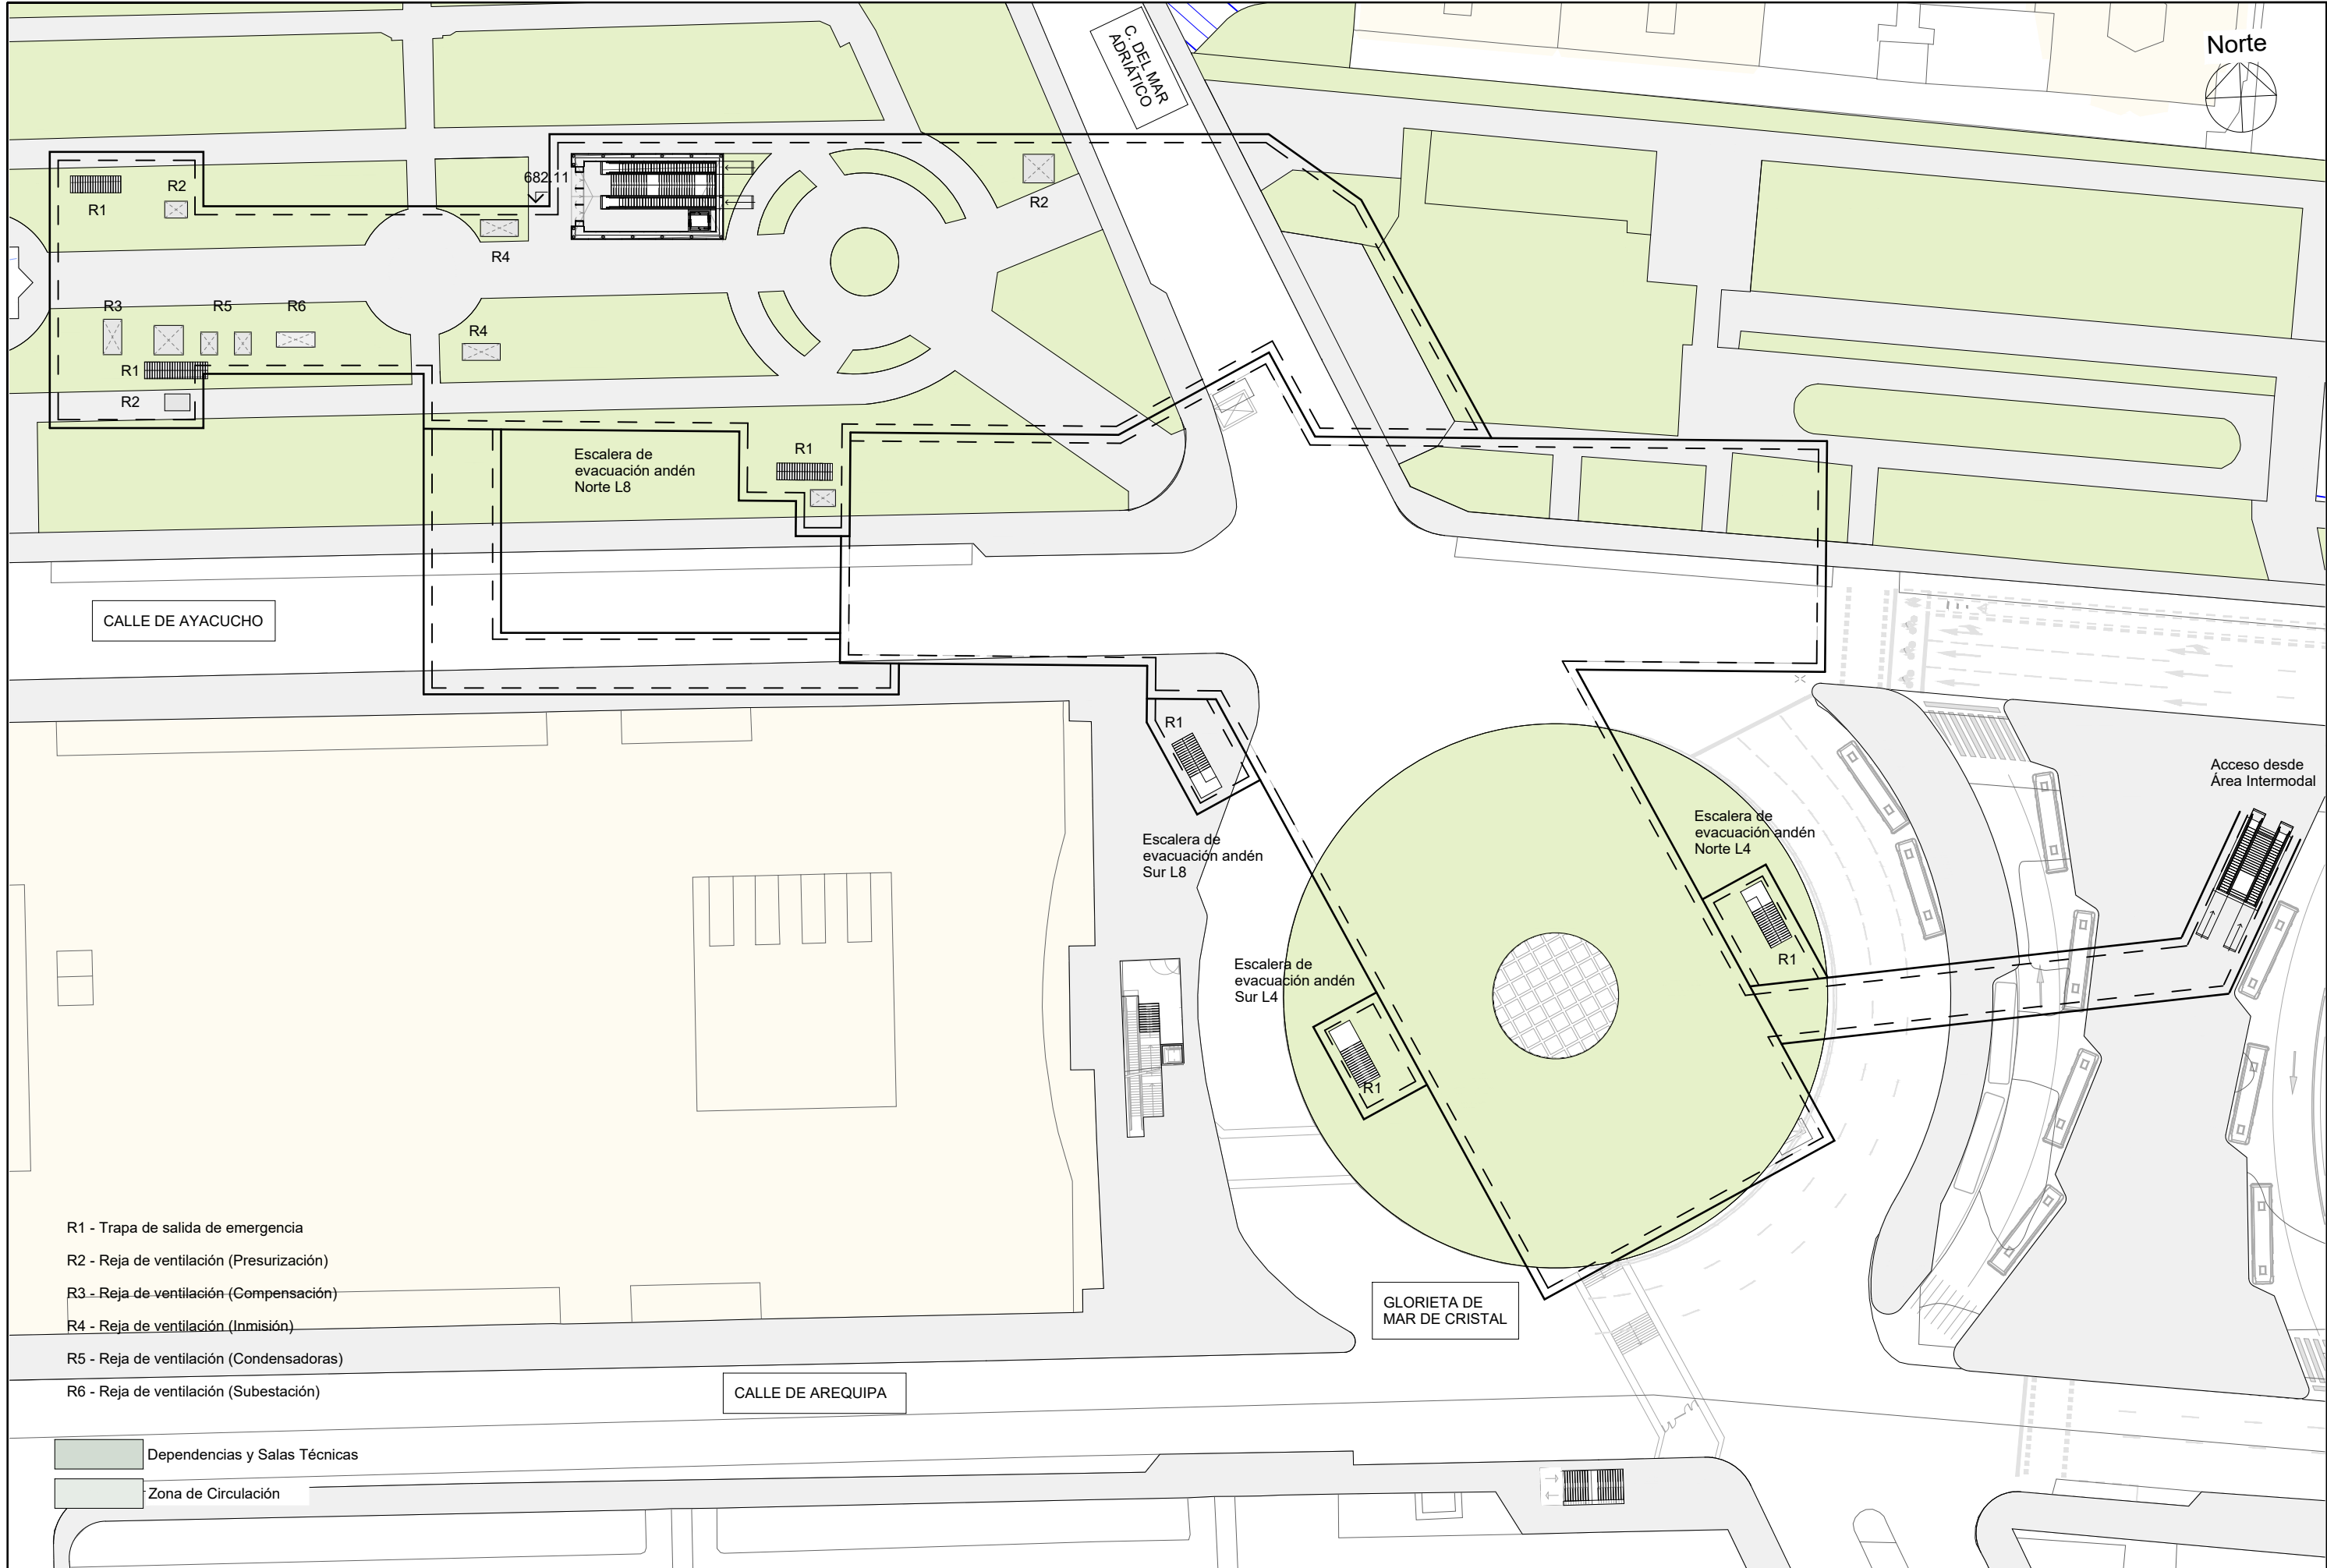 C. DEL MAR
ADRIÁTICO
Norte
682.11
R2
R1
R2
R4
R3
R5
R6
R4
R1
R2
R1
Escalera de
evacuación andén
Norte L8
CALLE DE AYACUCHO
R1
Acceso desde
Área Intermodal
Escalera de
evacuación andén
Norte L4
Escalera de
evacuación andén
Sur L8
R1
Escalera de
evacuación andén
Sur L4
R1
R1 - Trapa de salida de emergencia
R2 - Reja de ventilación (Presurización)
R3 - Reja de ventilación (Compensación)
R4 - Reja de ventilación (Inmisión)
R5 - Reja de ventilación (Condensadoras)
R6 - Reja de ventilación (Subestación)
GLORIETA DE
MAR DE CRISTAL
CALLE DE AREQUIPA
Dependencias y Salas Técnicas
Zona de Circulación